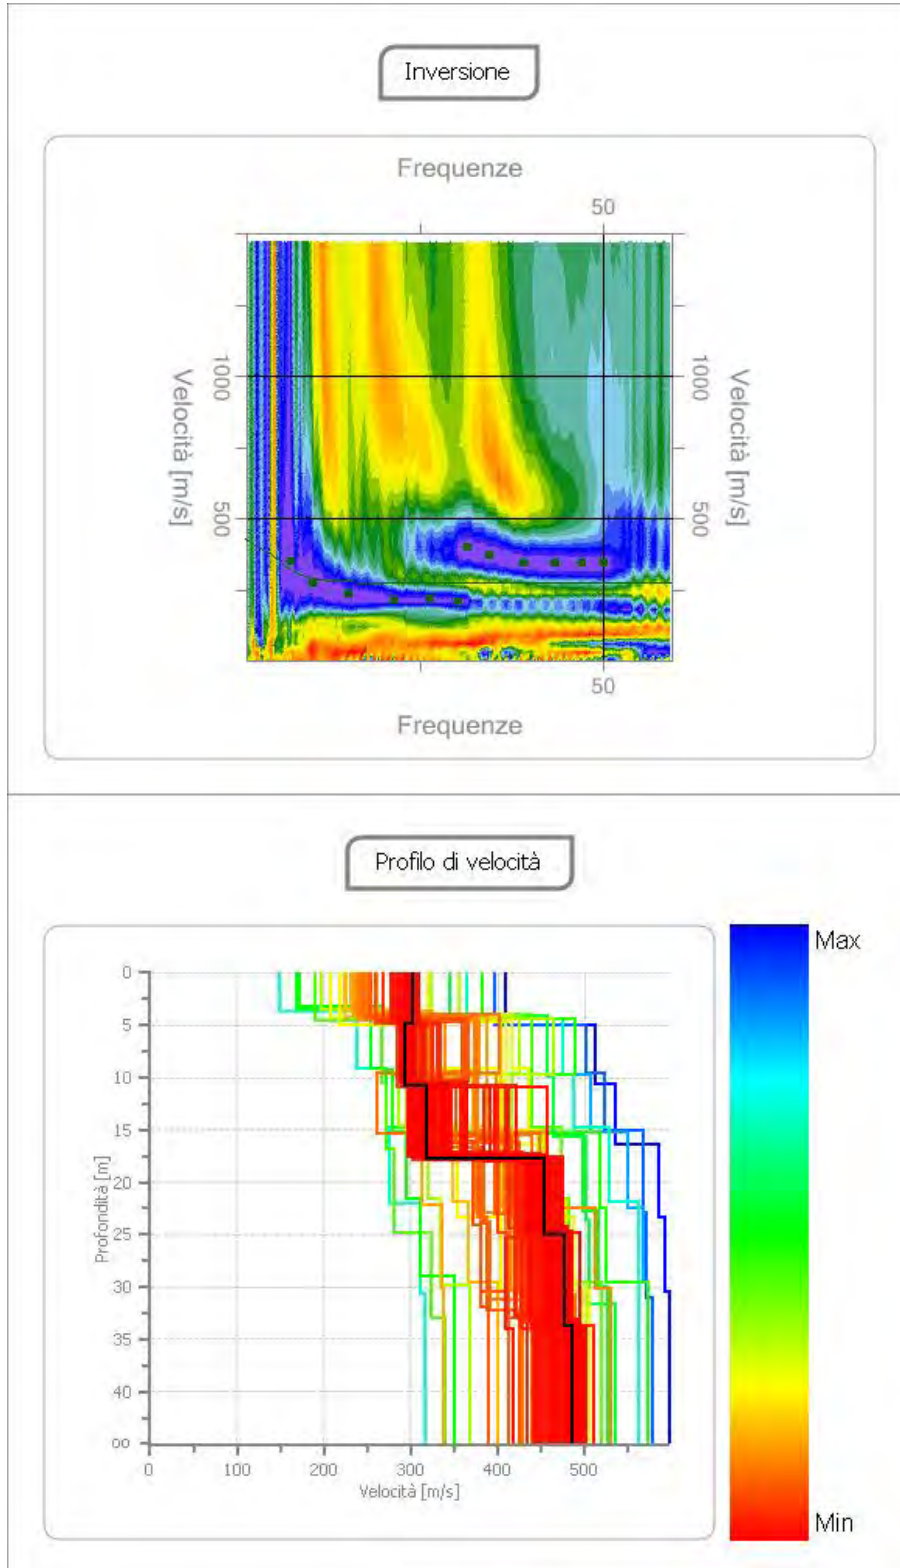 Inversione
Frequenze
50
1000
1000
Velocità [m/s]
Velocità [m/s]
500
500
50
Frequenze
Profilo di velocità
Max
0
5
10
15
20
25
30
35
40
oo
Profondità [m]
0
100
200
300
400
500
Velocità [m/s]
Min